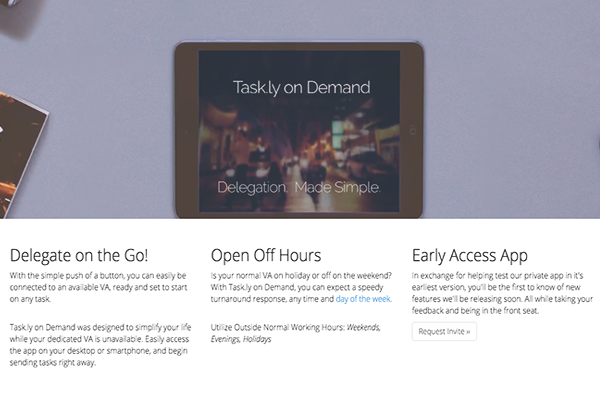 Task.ly on Demand
Delegation. Made Simple.
Delegate on the Go!
With the simple push of a button, you can easily be
connected to an available VA, ready and set to start
on any task.
Task.ly on Demand was designed to simplify your life
while your dedicated VA is unavailable. Easily access
the app on your desktop or smartphone, and begin
sending tasks right away.
Open Off Hours
Is your normal VA on holiday or off on the weekend?
With Task.ly on Demand, you can expect a speedy
turnaround response, any time and day of the week.
Utilize Outside Normal Working Hours: Weekends,
Evenings, Holidays
Early Access App
In exchange for helping test our private app in it's
earliest version, you'll be the first to know of new
features we'll be releasing soon. All while taking your
feedback and being in the front seat.
Request Invite »